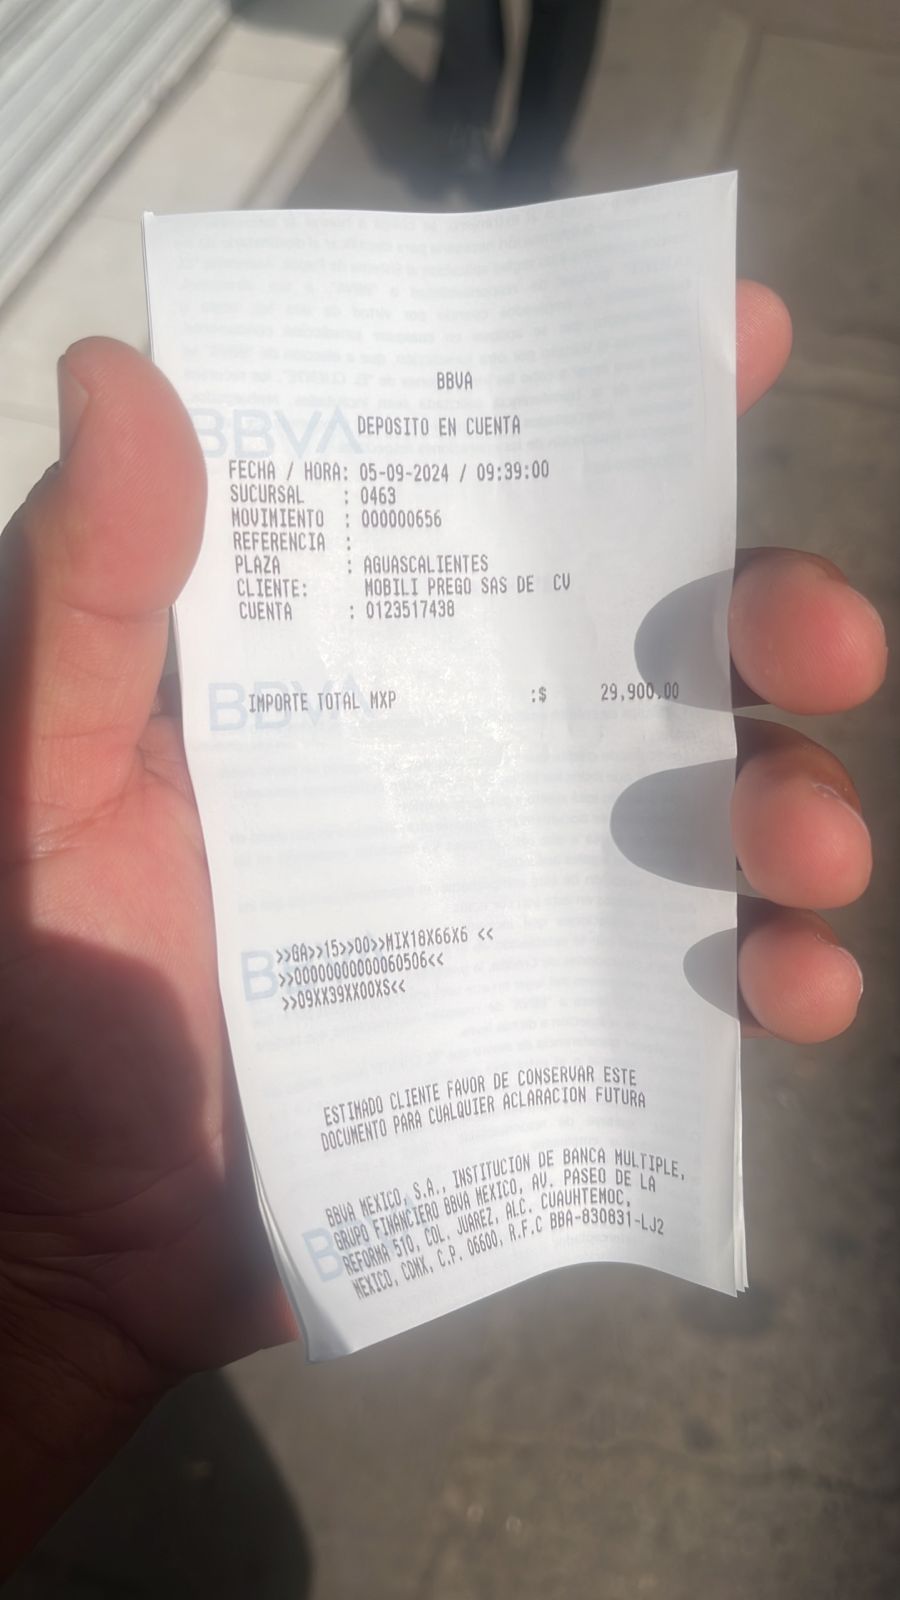 BBVA
DEPOSITO EN CUENTA
FECHA / HORA: 05-09-2024 / 09:39:00
SUCURSAL : 0463
MOVIMIENTO : 000000656
REFERENCIA :
PLAZA : AGUASCALIENTES
CLIENTE: MOBILI PREGO SAS DE CV
CUENTA : 0123517438
IMPORTE TOTAL MXP :$ 29,900.00
>>GA>>15>>00>>MIX18X66X6 <<
>>00000000000060506<<
>>09XX39XX00XS<<
ESTIMADO CLIENTE FAVOR DE CONSERVAR ESTE
DOCUMENTO PARA CUALQUIER ACLARACION FUTURA
BBVA MEXICO, S.A., INSTITUCION DE BANCA MULTIPLE,
GRUPO FINANCIERO BBVA MEXICO, AV. PASEO DE LA
REFORMA 510, COL. JUAREZ, ALC. CUAUHTEMOC,
MEXICO, CDMX, C.P. 06600, R.F.C BBA-830831-LJ2